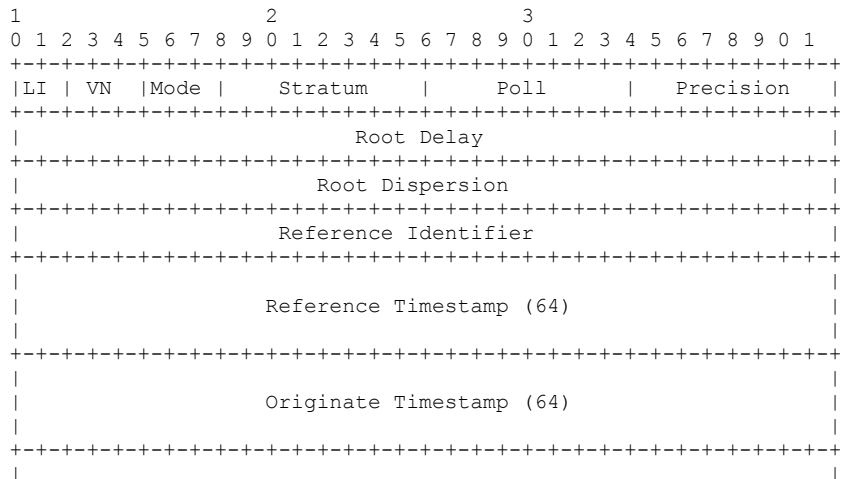 1                   2                   3
0 1 2 3 4 5 6 7 8 9 0 1 2 3 4 5 6 7 8 9 0 1 2 3 4 5 6 7 8 9 0 1
+-+-+-+-+-+-+-+-+-+-+-+-+-+-+-+-+-+-+-+-+-+-+-+-+-+-+-+-+-+-+-+-+
|LI | VN  |Mode |    Stratum    |     Poll      |   Precision   |
+-+-+-+-+-+-+-+-+-+-+-+-+-+-+-+-+-+-+-+-+-+-+-+-+-+-+-+-+-+-+-+-+
|                          Root Delay                           |
+-+-+-+-+-+-+-+-+-+-+-+-+-+-+-+-+-+-+-+-+-+-+-+-+-+-+-+-+-+-+-+-+
|                       Root Dispersion                         |
+-+-+-+-+-+-+-+-+-+-+-+-+-+-+-+-+-+-+-+-+-+-+-+-+-+-+-+-+-+-+-+-+
|                    Reference Identifier                       |
+-+-+-+-+-+-+-+-+-+-+-+-+-+-+-+-+-+-+-+-+-+-+-+-+-+-+-+-+-+-+-+-+
|                                                               |
|                   Reference Timestamp (64)                    |
|                                                               |
+-+-+-+-+-+-+-+-+-+-+-+-+-+-+-+-+-+-+-+-+-+-+-+-+-+-+-+-+-+-+-+-+
|                                                               |
|                   Originate Timestamp (64)                    |
|                                                               |
+-+-+-+-+-+-+-+-+-+-+-+-+-+-+-+-+-+-+-+-+-+-+-+-+-+-+-+-+-+-+-+-+
|                                                               |